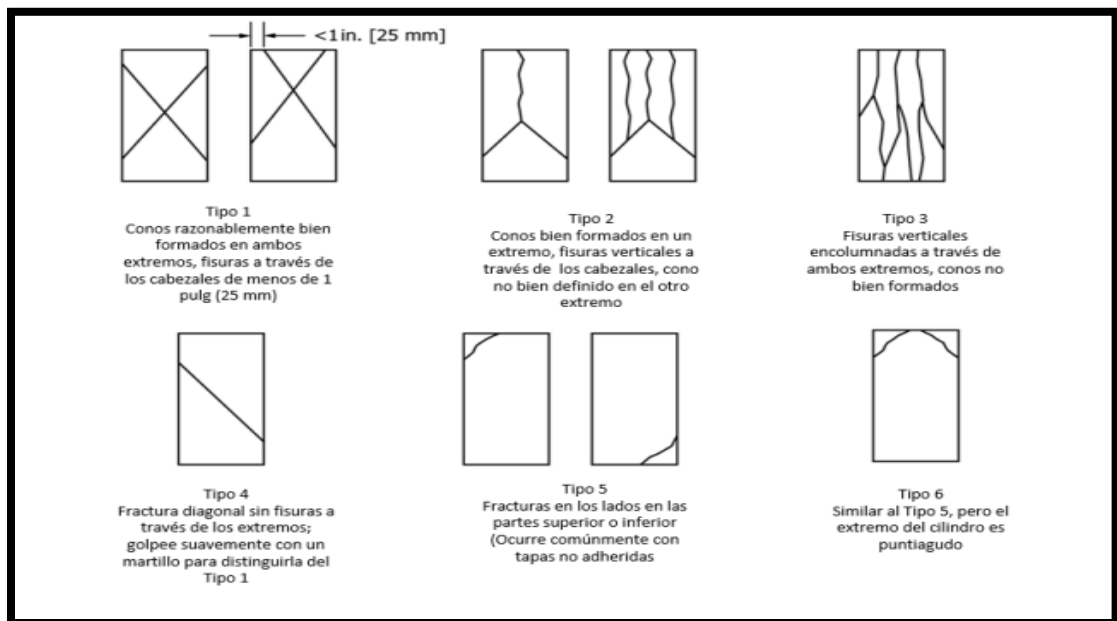 <1in. [25 mm]
Tipo 1
Conos razonablemente bien
formados en ambos
extremos, fisuras a través de
los cabezales de menos de 1
pulg (25 mm)
Tipo 2
Conos bien formados en un
extremo, fisuras verticales a
través de los cabezales, cono
no bien definido en el otro
extremo
Tipo 3
Fisuras verticales
encolumnadas a través de
ambos extremos, conos no
bien formados
Tipo 4
Fractura diagonal sin fisuras a
través de los extremos;
golpee suavemente con un
martillo para distinguirla del
Tipo 1
Tipo 5
Fracturas en los lados en las
partes superior o inferior
(Ocurre comúnmente con
tapas no adheridas
Tipo 6
Similar al Tipo 5, pero el
extremo del cilindro es
puntiagudo